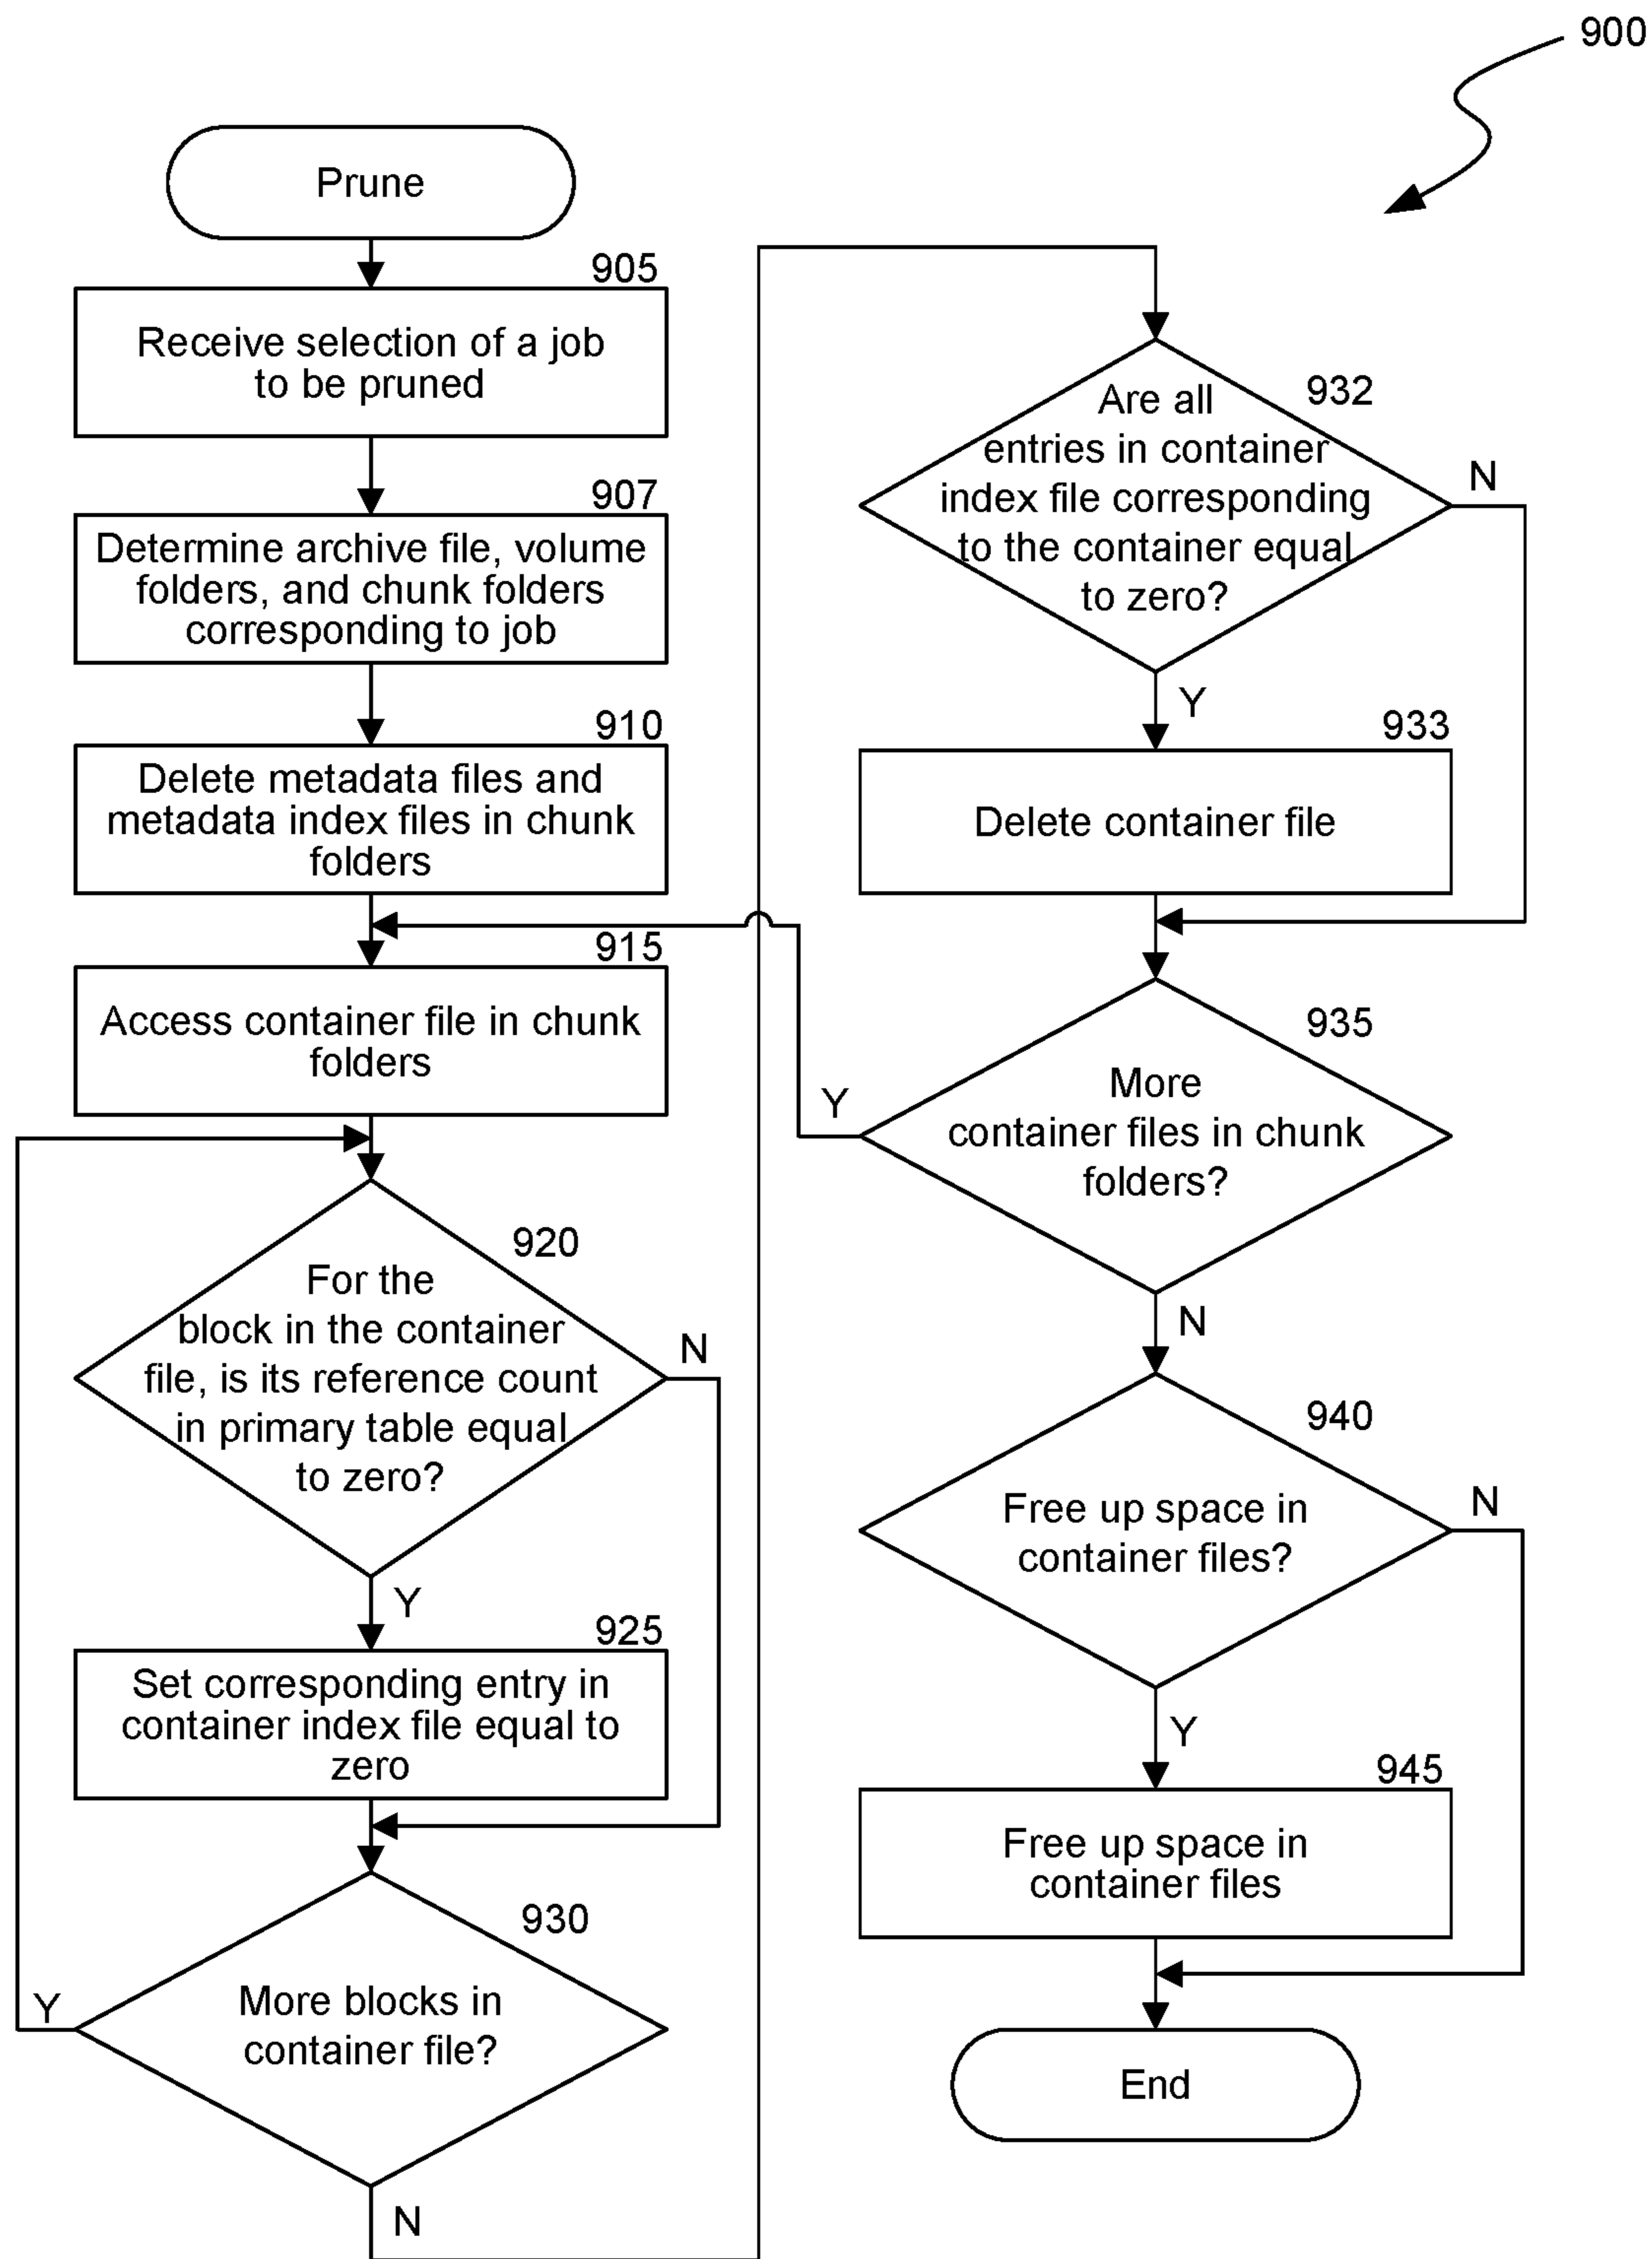 900
Prune
905
Receive selection of a job
to be pruned
907
Determine archive file, volume
folders, and chunk folders
corresponding to job
910
Delete metadata files and
metadata index files in chunk
folders
915
Access container file in chunk
folders
920
For the
block in the container
file, is its reference count
in primary table equal
to zero?
N
Y
925
Set corresponding entry in
container index file equal to
zero
930
More blocks in
container file?
Y
N
932
Are all
entries in container
index file corresponding
to the container equal
to zero?
N
Y
933
Delete container file
935
More
container files in chunk
folders?
Y
N
940
Free up space in
container files?
N
Y
945
Free up space in
container files
End